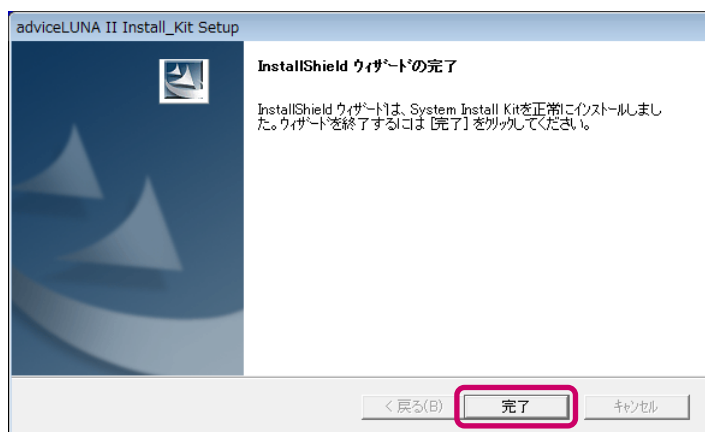 adviceLUNA II Install_Kit Setup
InstallShield ウィザードの完了
InstallShield ウィザードは、System Install Kitを正常にインストールしまし
た。ウィザードを終了するには [完了] をクリックしてください。
< 戻る(B)
完了
キャンセル